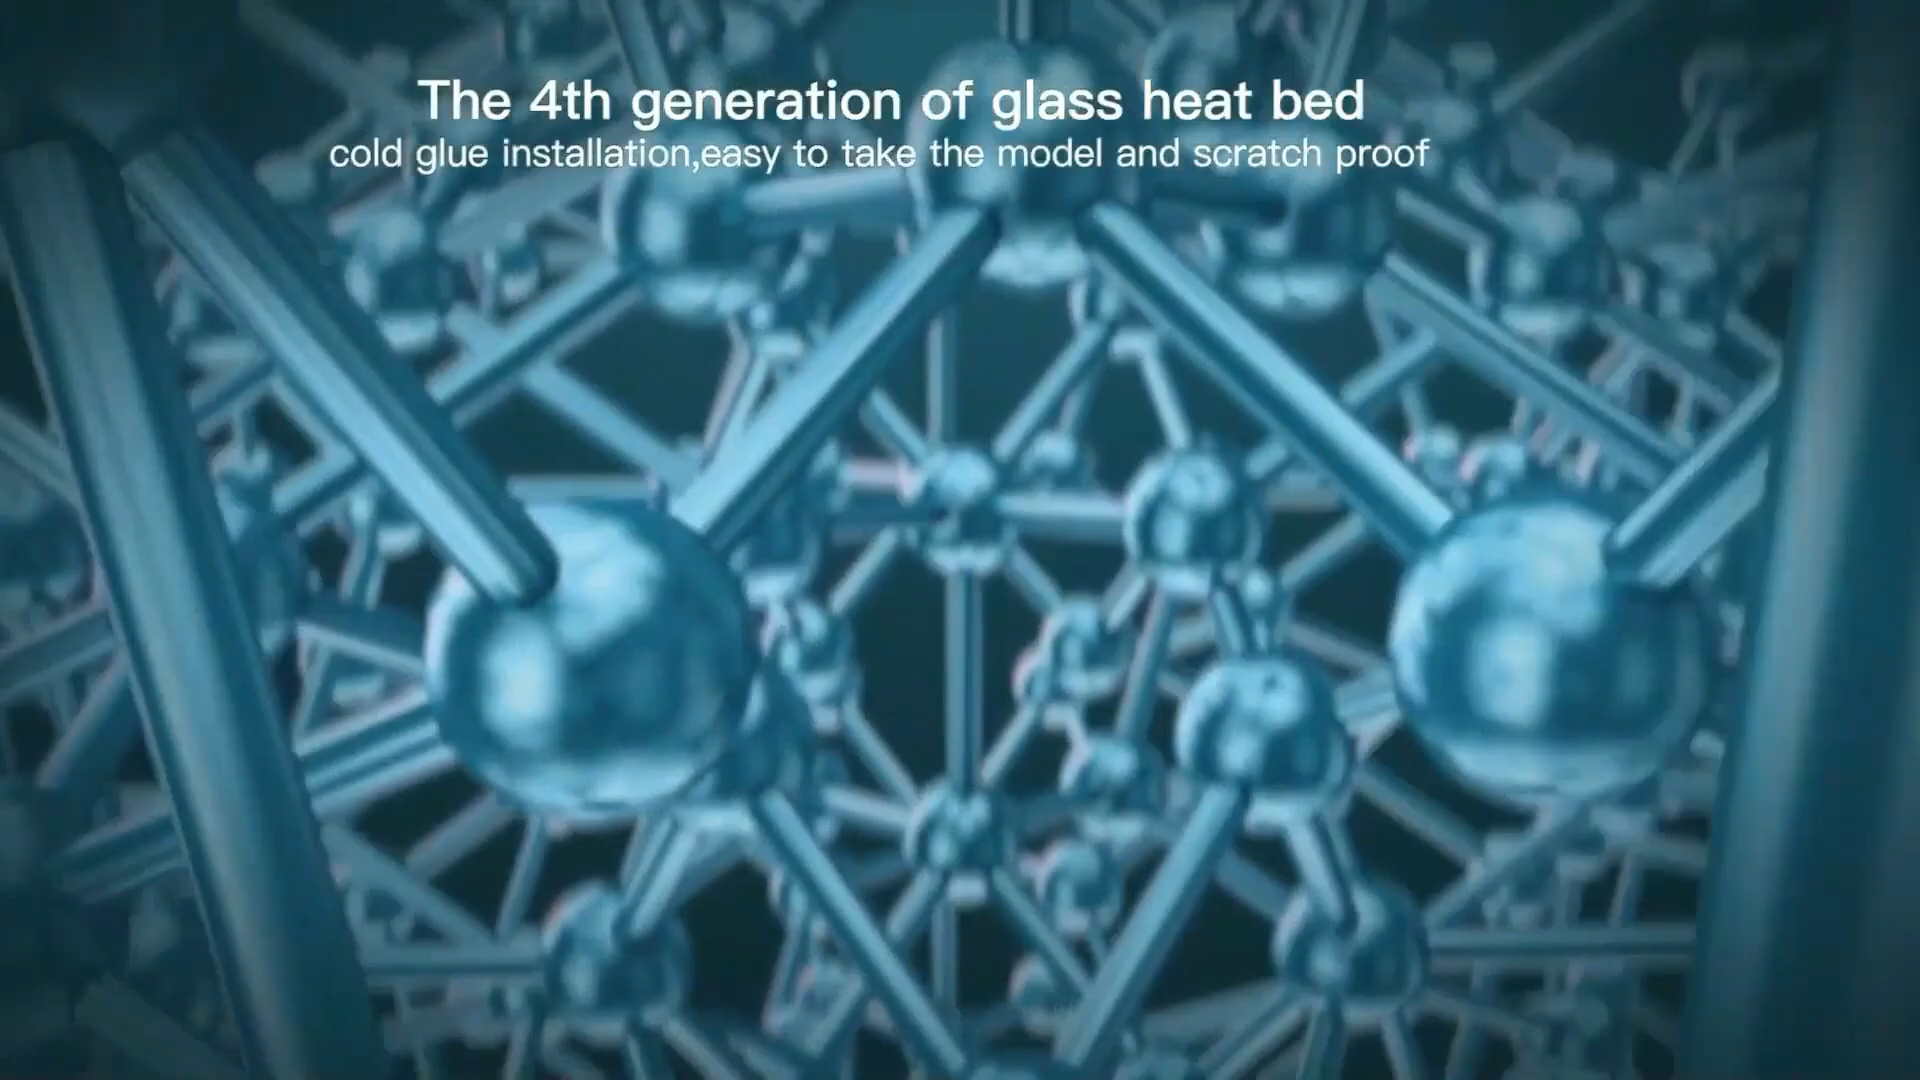 The 4th generation of glass heat bed
cold glue installation,easy to take the model and scratch proof